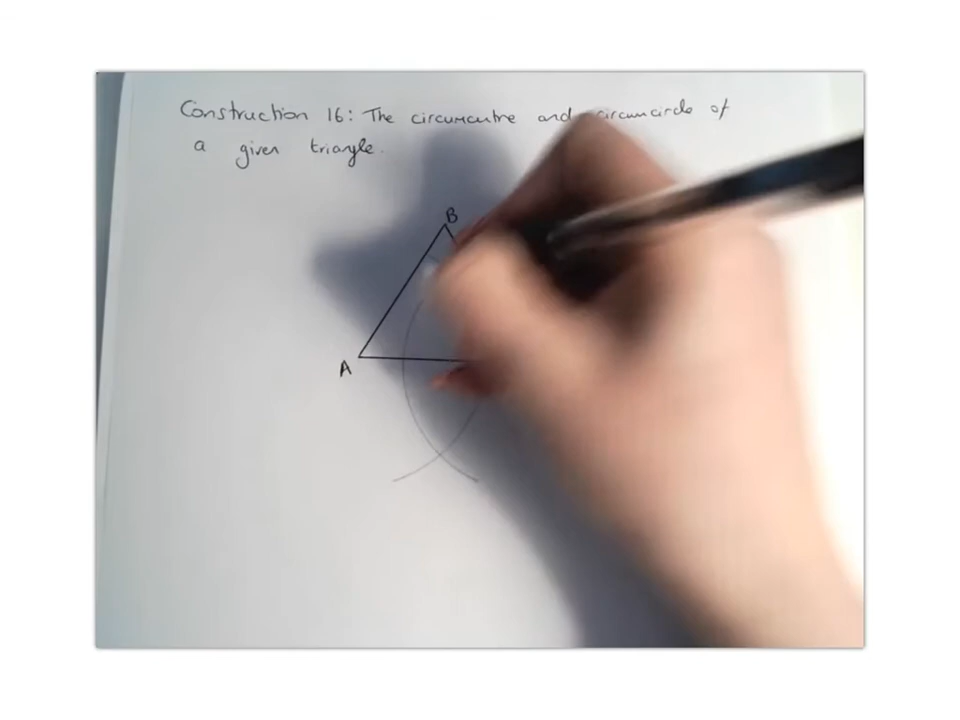 Construction 16: The circumcentre and circumcircle of
a given triangle.
B
A